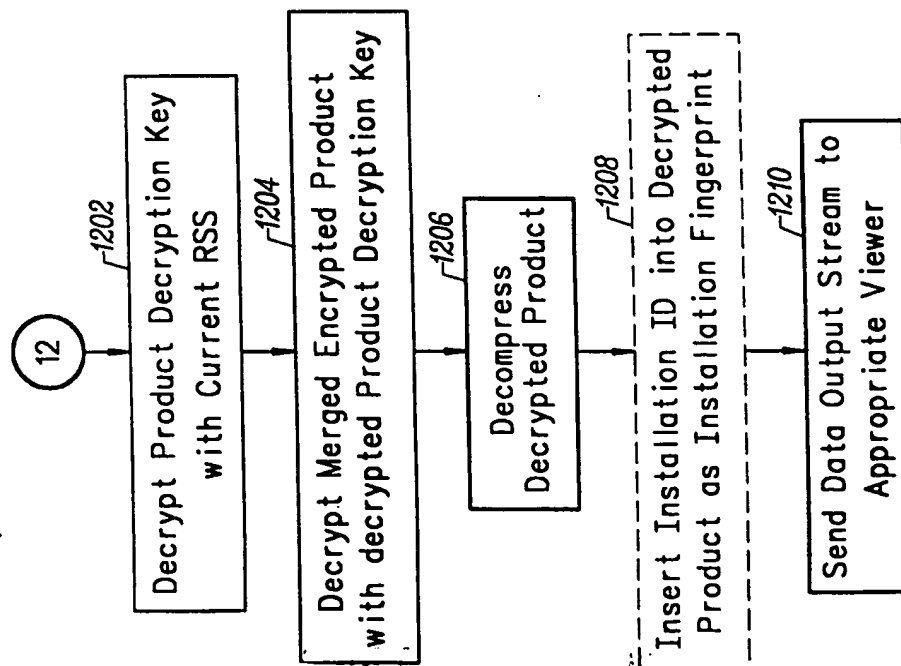 12
1202
Decrypt Product Decryption Key
with Current RSS
1204
Decrypt Merged Encrypted Product
with decrypted Product Decryption Key
1206
Decompress
Decrypted Product
1208
Insert Installation ID into Decrypted
Product as Installation Fingerprint
1210
Send Data Output Stream to
Appropriate Viewer